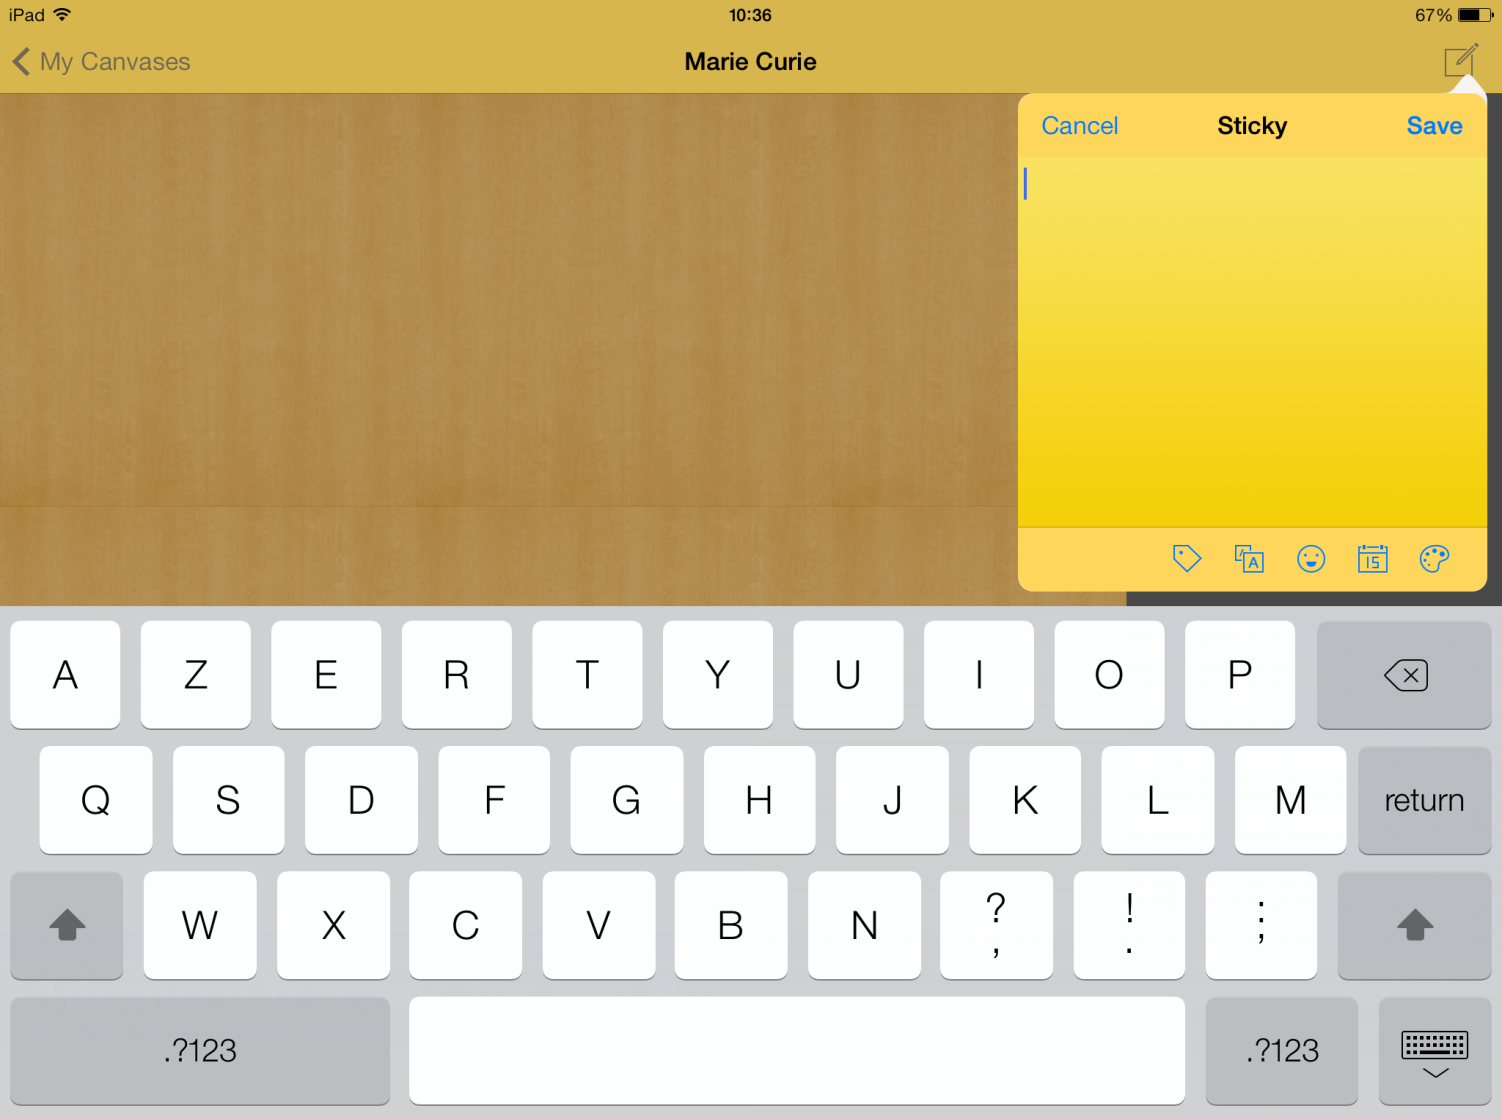 iPad 10:36 67%
My Canvases Marie Curie
Cancel Sticky Save
A
15
A Z E R T Y U I O P
Q S D F G H J K L M return
W X C V B N ? , ! . : ;
.?123 .?123